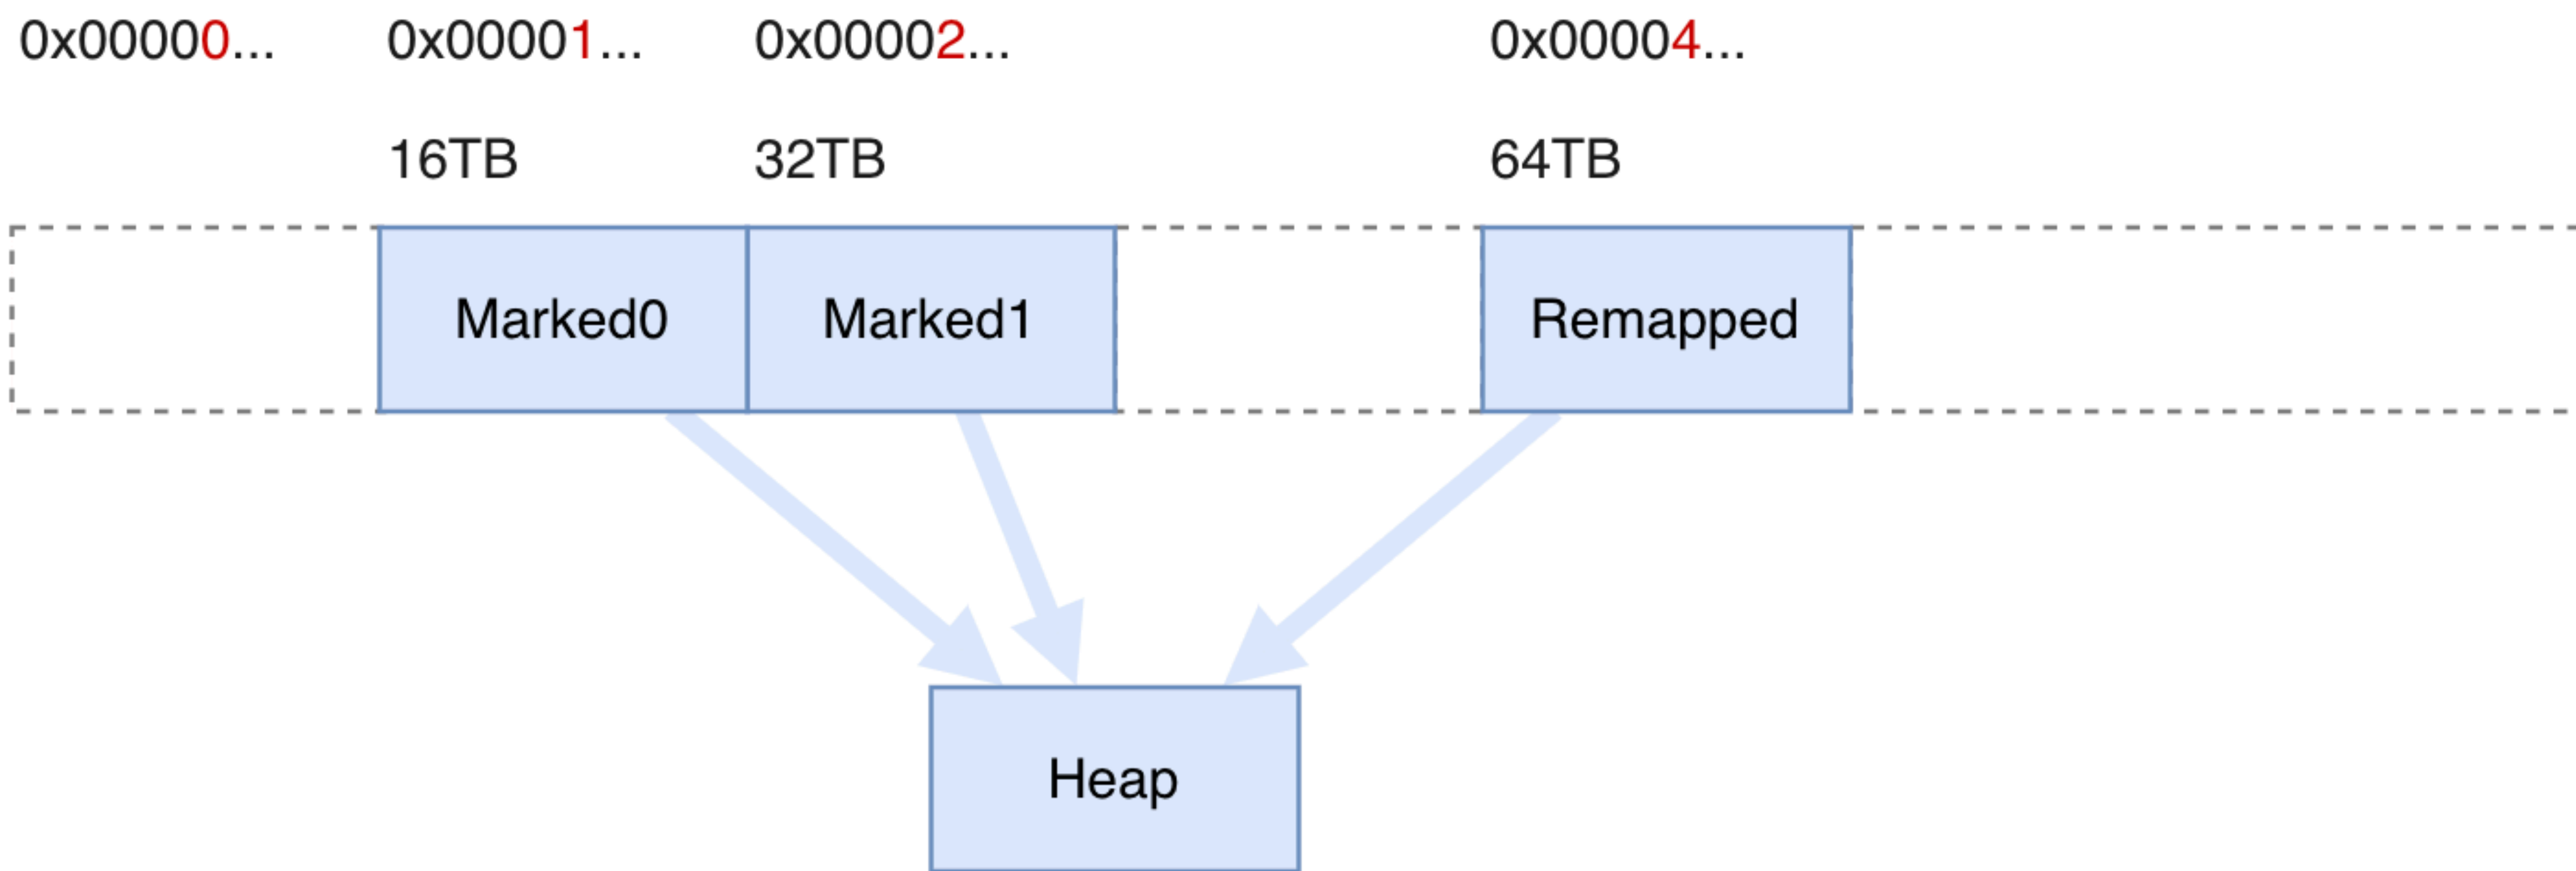 0x00000... 0x00001... 0x00002... 0x00004...
16TB 32TB 64TB
Marked0 Marked1 Remapped
Heap